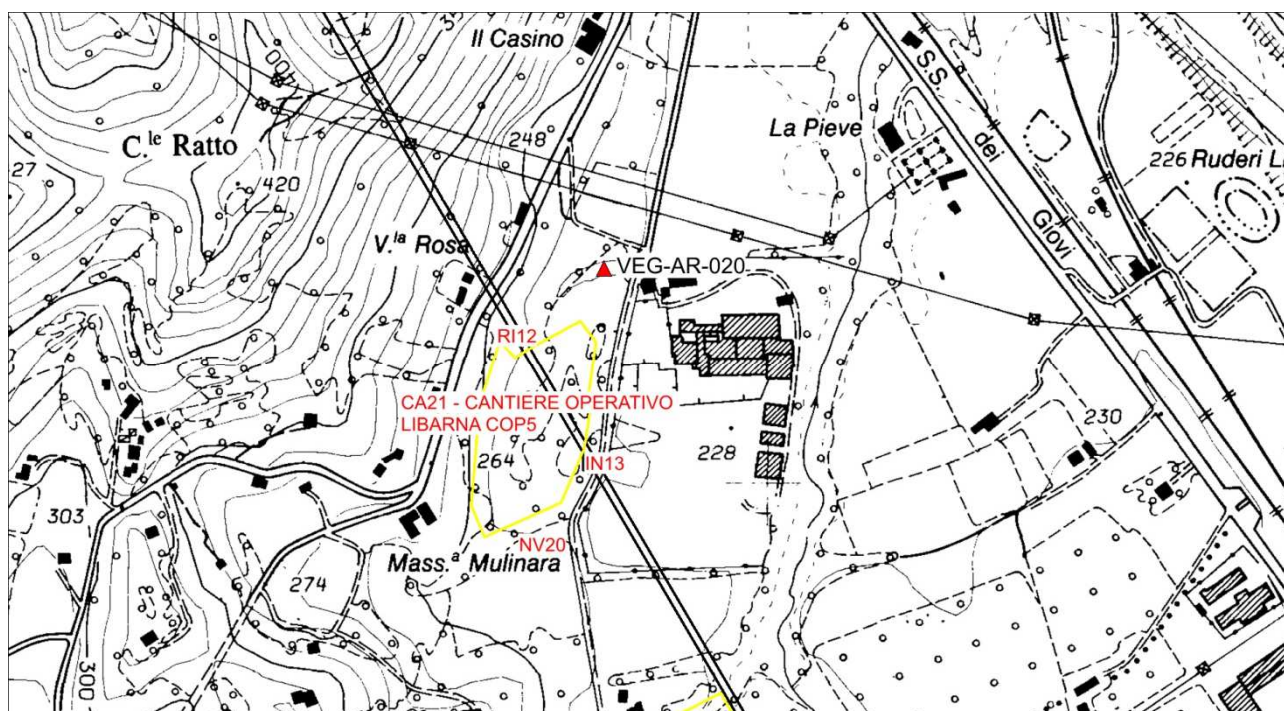 Il Casino
400
C.le Ratto
248
La Pieve
S.S.
dei
Giovi
226 Ruderi L
27
420
V.la Rosa
VEG-AR-020
RI12
CA21 - CANTIERE OPERATIVO
LIBARNA COP5
230
264
IN13
228
303
NV20
Mass.a Mulinara
274
300